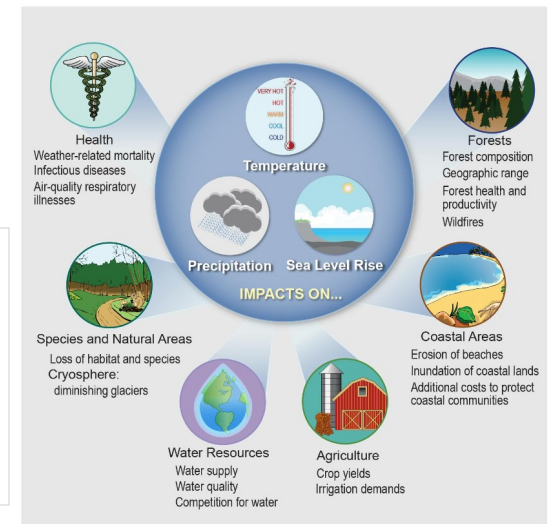 VERY HOT
HOT
WARM
COOL
COLD
Temperature
Precipitation
Sea Level Rise
IMPACTS ON...
Health
Weather-related mortality
Infectious diseases
Air-quality respiratory
illnesses
Forests
Forest composition
Geographic range
Forest health and
productivity
Wildfires
Species and Natural Areas
Loss of habitat and species
Cryosphere:
diminishing glaciers
Coastal Areas
Erosion of beaches
Inundation of coastal lands
Additional costs to protect
coastal communities
Water Resources
Water supply
Water quality
Competition for water
Agriculture
Crop yields
Irrigation demands